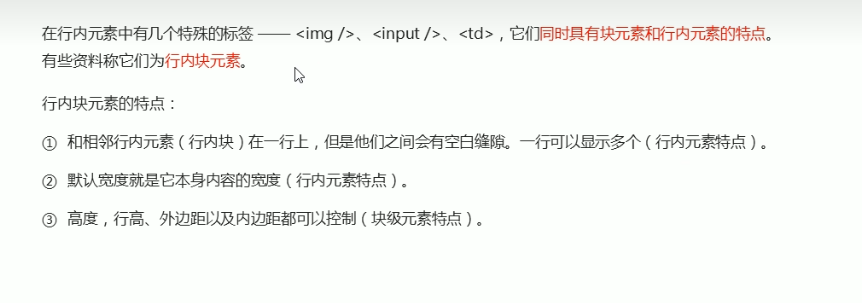 在行内元素中有几个特殊的标签 —— <img />、<input />、<td>，它们同时具有块元素和行内元素的特点。
有些资料称它们为行内块元素。
行内块元素的特点：
① 和相邻行内元素（行内块）在一行上，但是他们之间会有空白缝隙。一行可以显示多个（行内元素特点）。
② 默认宽度就是它本身内容的宽度（行内元素特点）。
③ 高度，行高、外边距以及内边距都可以控制（块级元素特点）。